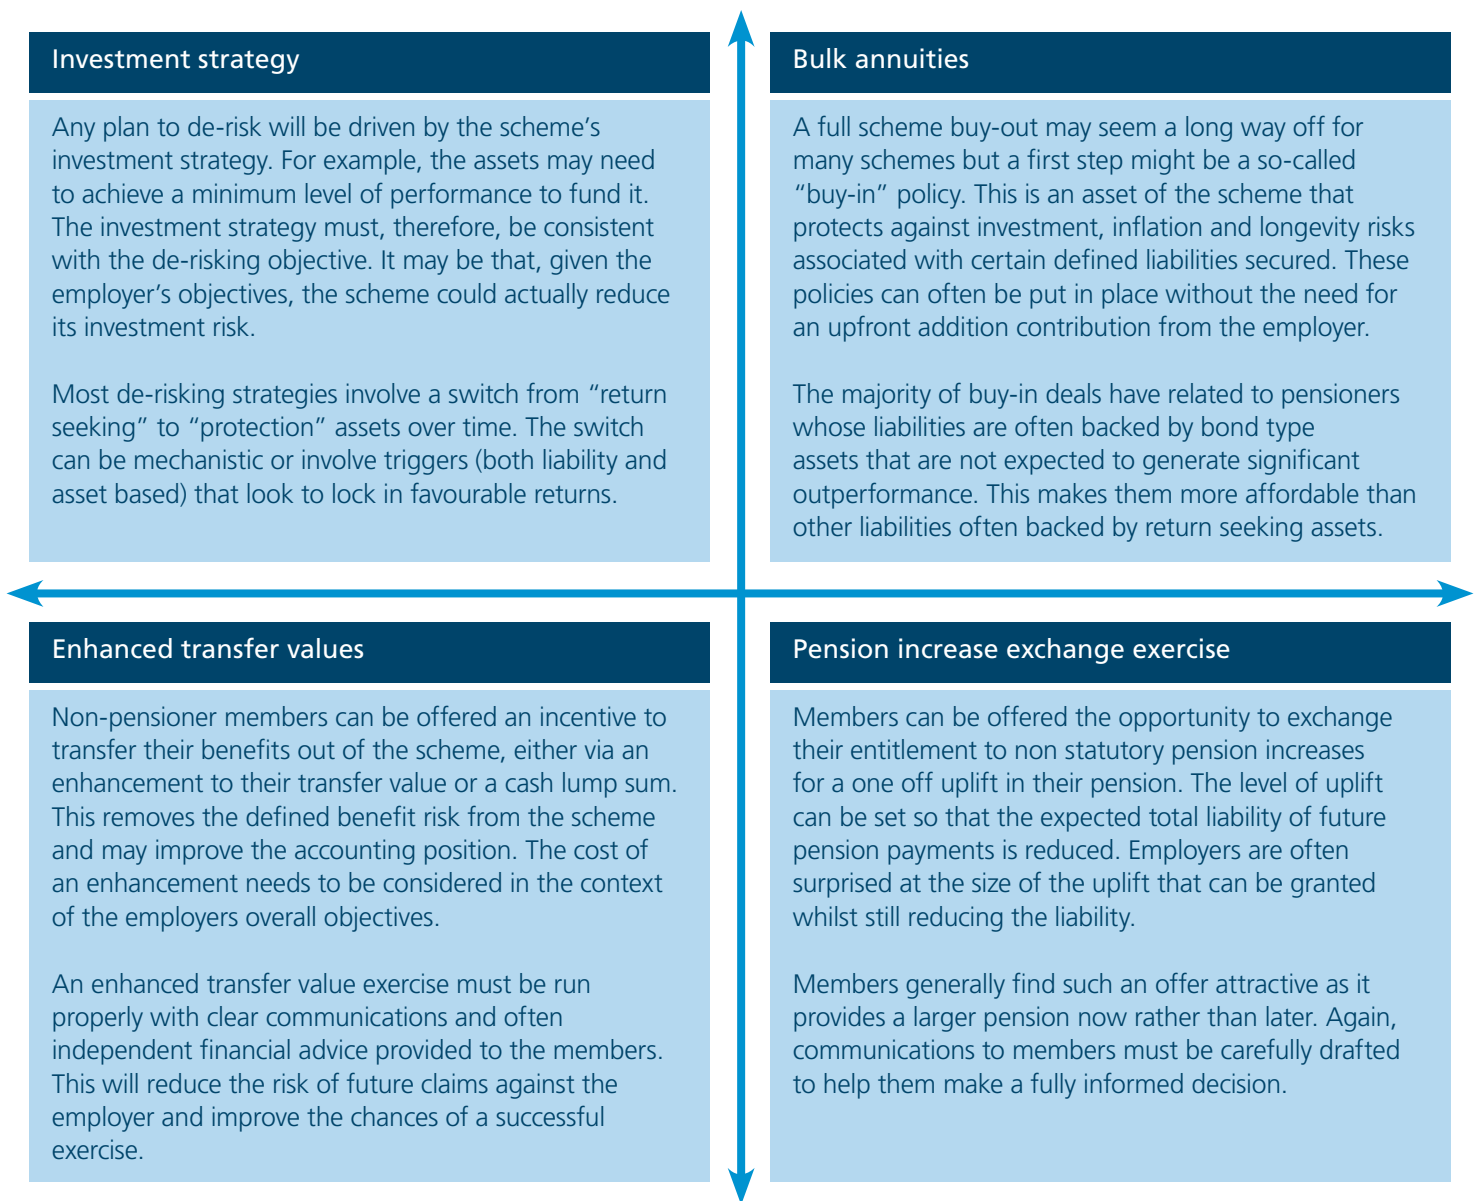 Investment strategy
Any plan to de-risk will be driven by the scheme’s
investment strategy. For example, the assets may need
to achieve a minimum level of performance to fund it.
The investment strategy must, therefore, be consistent
with the de-risking objective. It may be that, given the
employer’s objectives, the scheme could actually reduce
its investment risk.
Most de-risking strategies involve a switch from “return
seeking” to “protection” assets over time. The switch
can be mechanistic or involve triggers (both liability and
asset based) that look to lock in favourable returns.
Bulk annuities
A full scheme buy-out may seem a long way off for
many schemes but a first step might be a so-called
“buy-in” policy. This is an asset of the scheme that
protects against investment, inflation and longevity risks
associated with certain defined liabilities secured. These
policies can often be put in place without the need for
an upfront addition contribution from the employer.
The majority of buy-in deals have related to pensioners
whose liabilities are often backed by bond type
assets that are not expected to generate significant
outperformance. This makes them more affordable than
other liabilities often backed by return seeking assets.
Enhanced transfer values
Non-pensioner members can be offered an incentive to
transfer their benefits out of the scheme, either via an
enhancement to their transfer value or a cash lump sum.
This removes the defined benefit risk from the scheme
and may improve the accounting position. The cost of
an enhancement needs to be considered in the context
of the employers overall objectives.
An enhanced transfer value exercise must be run
properly with clear communications and often
independent financial advice provided to the members.
This will reduce the risk of future claims against the
employer and improve the chances of a successful
exercise.
Pension increase exchange exercise
Members can be offered the opportunity to exchange
their entitlement to non statutory pension increases
for a one off uplift in their pension. The level of uplift
can be set so that the expected total liability of future
pension payments is reduced. Employers are often
surprised at the size of the uplift that can be granted
whilst still reducing the liability.
Members generally find such an offer attractive as it
provides a larger pension now rather than later. Again,
communications to members must be carefully drafted
to help them make a fully informed decision.